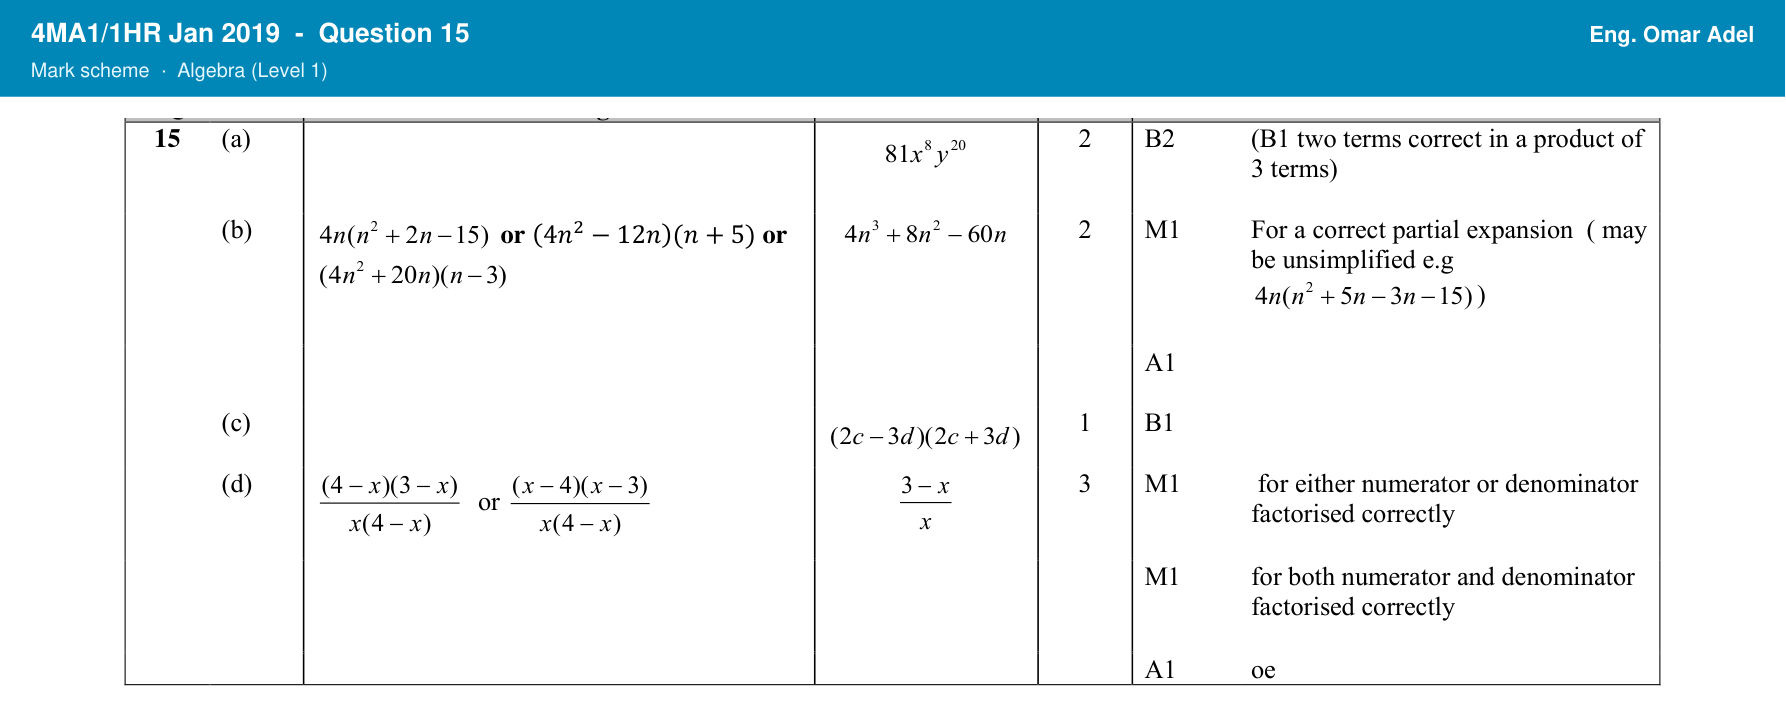 4MA1/1HR Jan 2019 - Question 15
Eng. Omar Adel
Mark scheme · Algebra (Level 1)
15 (a) 81x⁸y²⁰ 2 B2 (B1 two terms correct in a product of
3 terms)
(b) 4n(n² + 2n − 15) or (4n² − 12n)(n + 5) or 4n³ + 8n² − 60n 2 M1 For a correct partial expansion ( may
(4n² + 20n)(n − 3) be unsimplified e.g
4n(n² + 5n − 3n − 15) )
A1
(c) (2c − 3d)(2c + 3d) 1 B1
(d) (4 − x)(3 − x) / x(4 − x) or (x − 4)(x − 3) / x(4 − x) 3 − x / x 3 M1 for either numerator or denominator
factorised correctly
M1 for both numerator and denominator
factorised correctly
A1 oe